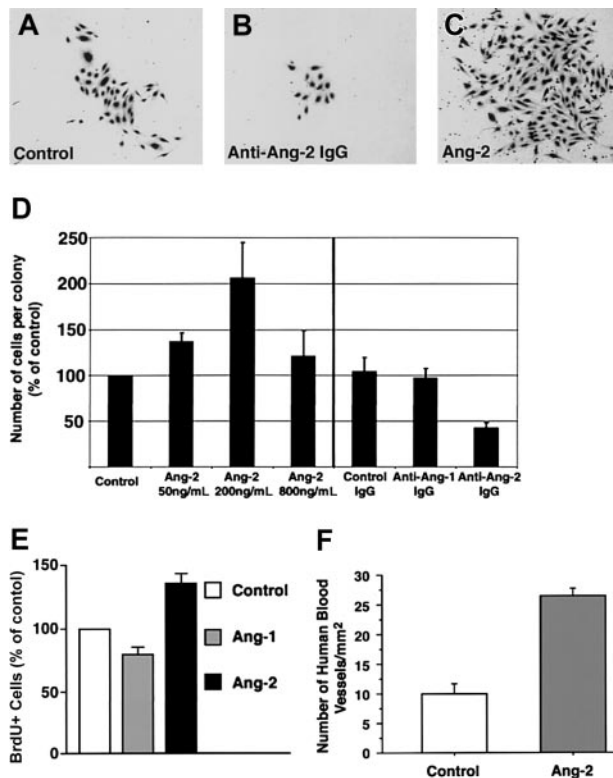 A
B
C
Control
Anti-Ang-2 IgG
Ang-2
D
Number of cells per colony
(% of control)
250
200
150
100
50
Control
Ang-2
50ng/mL
Ang-2
200ng/mL
Ang-2
800ng/mL
Control
IgG
Anti-Ang-1
IgG
Anti-Ang-2
IgG
E
BrdU+ Cells (% of contol)
150
100
50
0
Control
Ang-1
Ang-2
F
Number of Human Blood
Vessels/mm2
30
25
20
15
10
5
0
Control
Ang-2